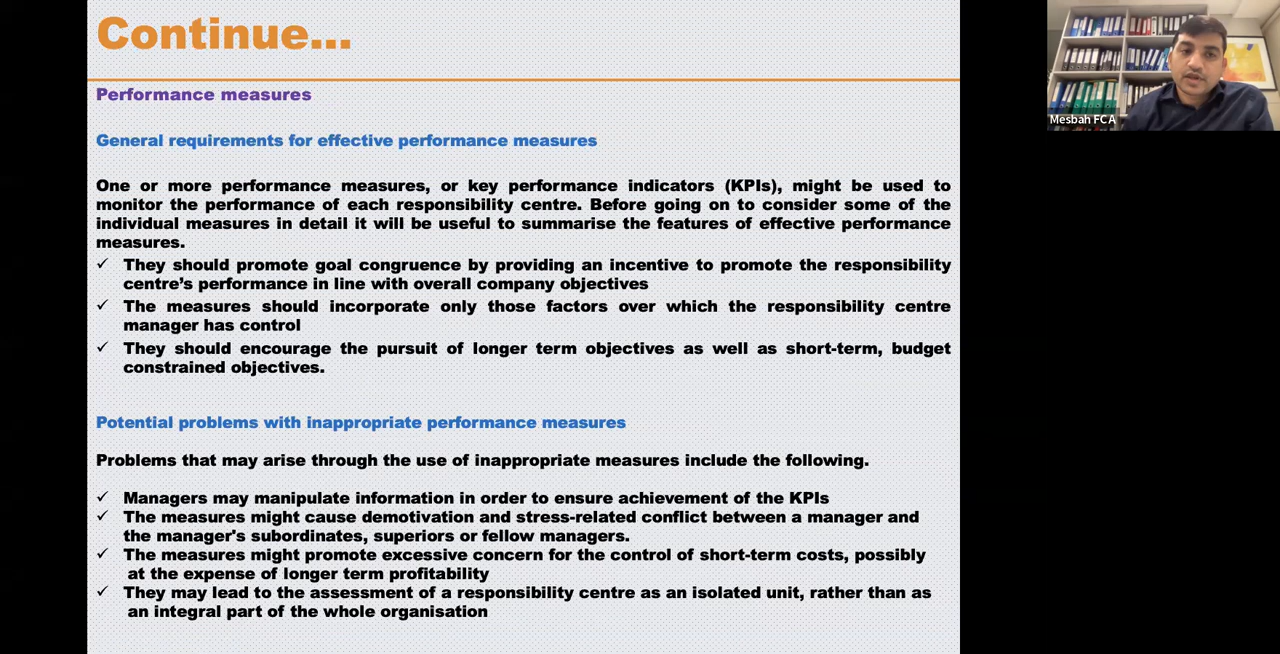 Continue...
Performance measures
General requirements for effective performance measures
One or more performance measures, or key performance indicators (KPIs), might be used to
monitor the performance of each responsibility centre. Before going on to consider some of the
individual measures in detail it will be useful to summarise the features of effective performance
measures.
✓ They should promote goal congruence by providing an incentive to promote the responsibility
centre's performance in line with overall company objectives
✓ The measures should incorporate only those factors over which the responsibility centre
manager has control
✓ They should encourage the pursuit of longer term objectives as well as short-term, budget
constrained objectives.
Potential problems with inappropriate performance measures
Problems that may arise through the use of inappropriate measures include the following.
✓ Managers may manipulate information in order to ensure achievement of the KPIs
✓ The measures might cause demotivation and stress-related conflict between a manager and
the manager's subordinates, superiors or fellow managers.
✓ The measures might promote excessive concern for the control of short-term costs, possibly
at the expense of longer term profitability
✓ They may lead to the assessment of a responsibility centre as an isolated unit, rather than as
an integral part of the whole organisation
Mesbah FCA